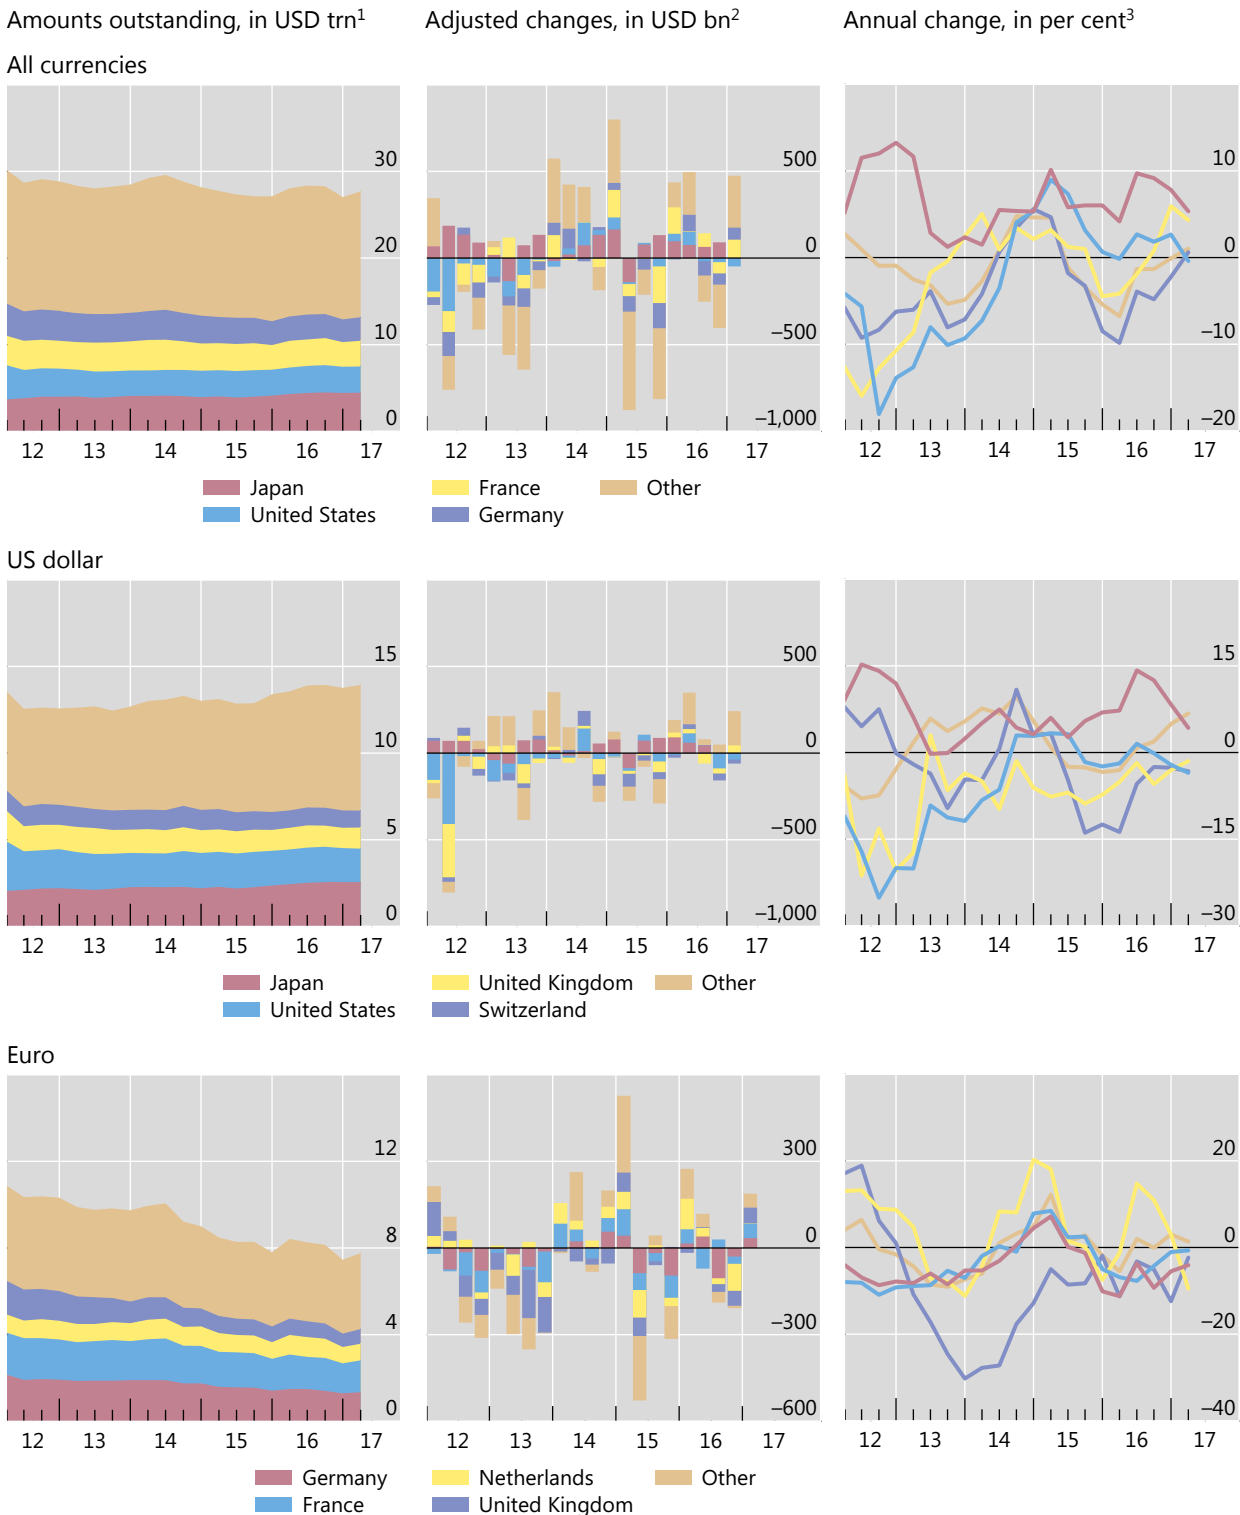 Amounts outstanding, in USD trn¹ Adjusted changes, in USD bn² Annual change, in per cent³
All currencies
30 500 10
20 0 0
10 –500 –10
0 –1,000 –20
12 13 14 15 16 17 12 13 14 15 16 17 12 13 14 15 16 17
Japan France Other
United States Germany
US dollar
15 500 15
10 0 0
5 –500 –15
0 –1,000 –30
12 13 14 15 16 17 12 13 14 15 16 17 12 13 14 15 16 17
Japan United Kingdom Other
United States Switzerland
Euro
12 300 20
8 0 0
4 –300 –20
0 –600 –40
12 13 14 15 16 17 12 13 14 15 16 17 12 13 14 15 16 17
Germany Netherlands Other
France United Kingdom